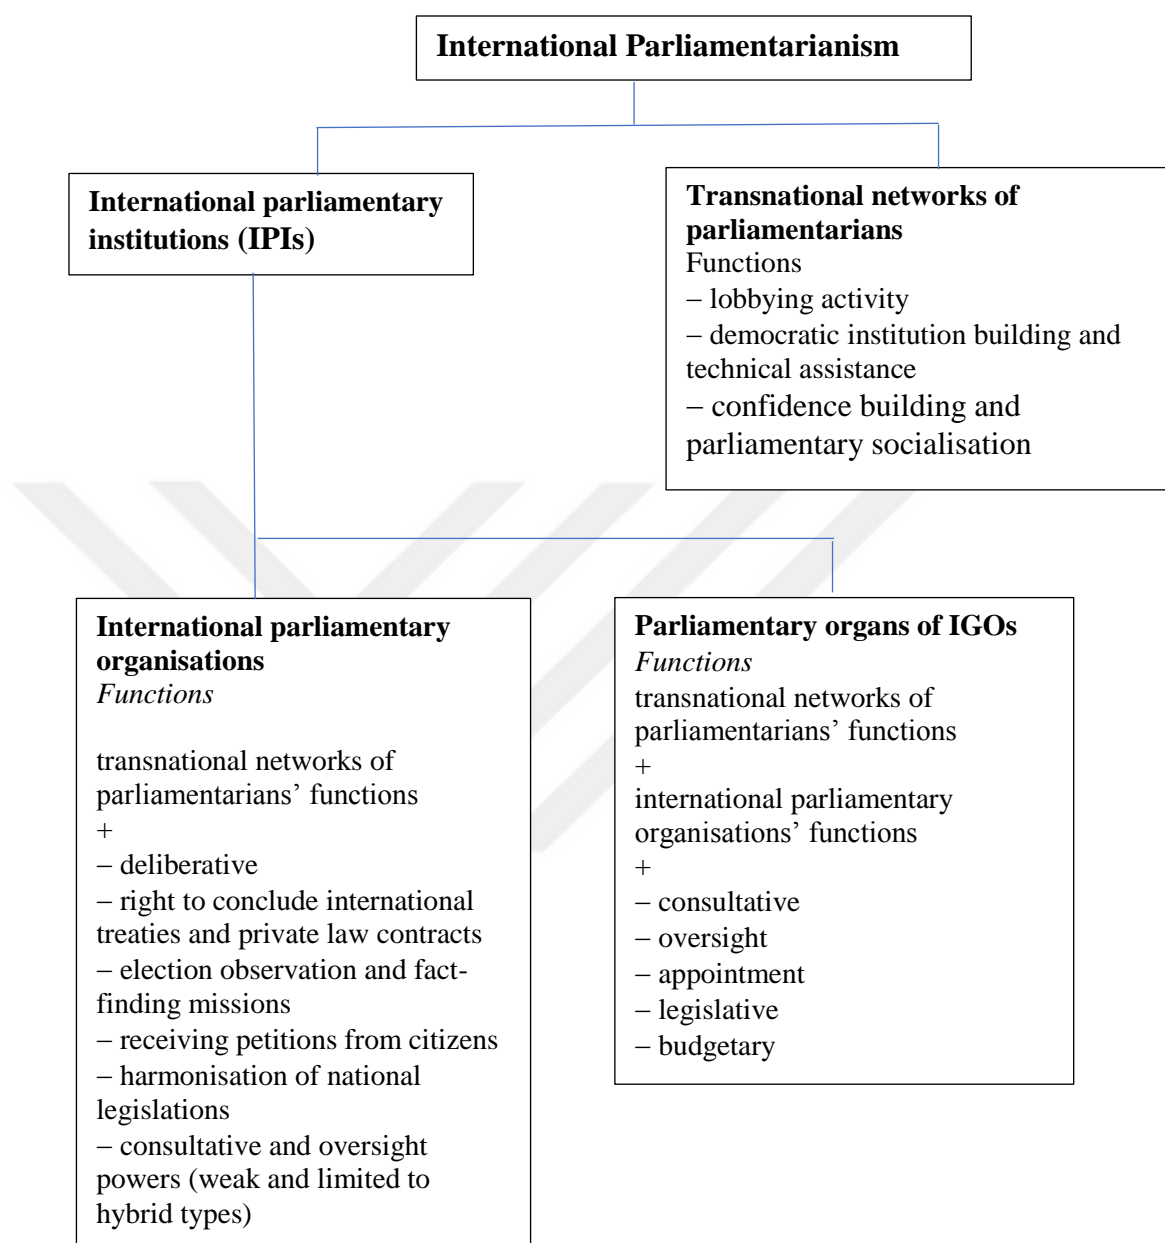 International Parliamentarianism
International parliamentary
institutions (IPIs)
Transnational networks of
parliamentarians
Functions
– lobbying activity
– democratic institution building and
technical assistance
– confidence building and
parliamentary socialisation
International parliamentary
organisations
Functions
transnational networks of
parliamentarians’ functions
+
– deliberative
– right to conclude international
treaties and private law contracts
– election observation and fact-
finding missions
– receiving petitions from citizens
– harmonisation of national
legislations
– consultative and oversight
powers (weak and limited to
hybrid types)
Parliamentary organs of IGOs
Functions
transnational networks of
parliamentarians’ functions
+
international parliamentary
organisations’ functions
+
– consultative
– oversight
– appointment
– legislative
– budgetary